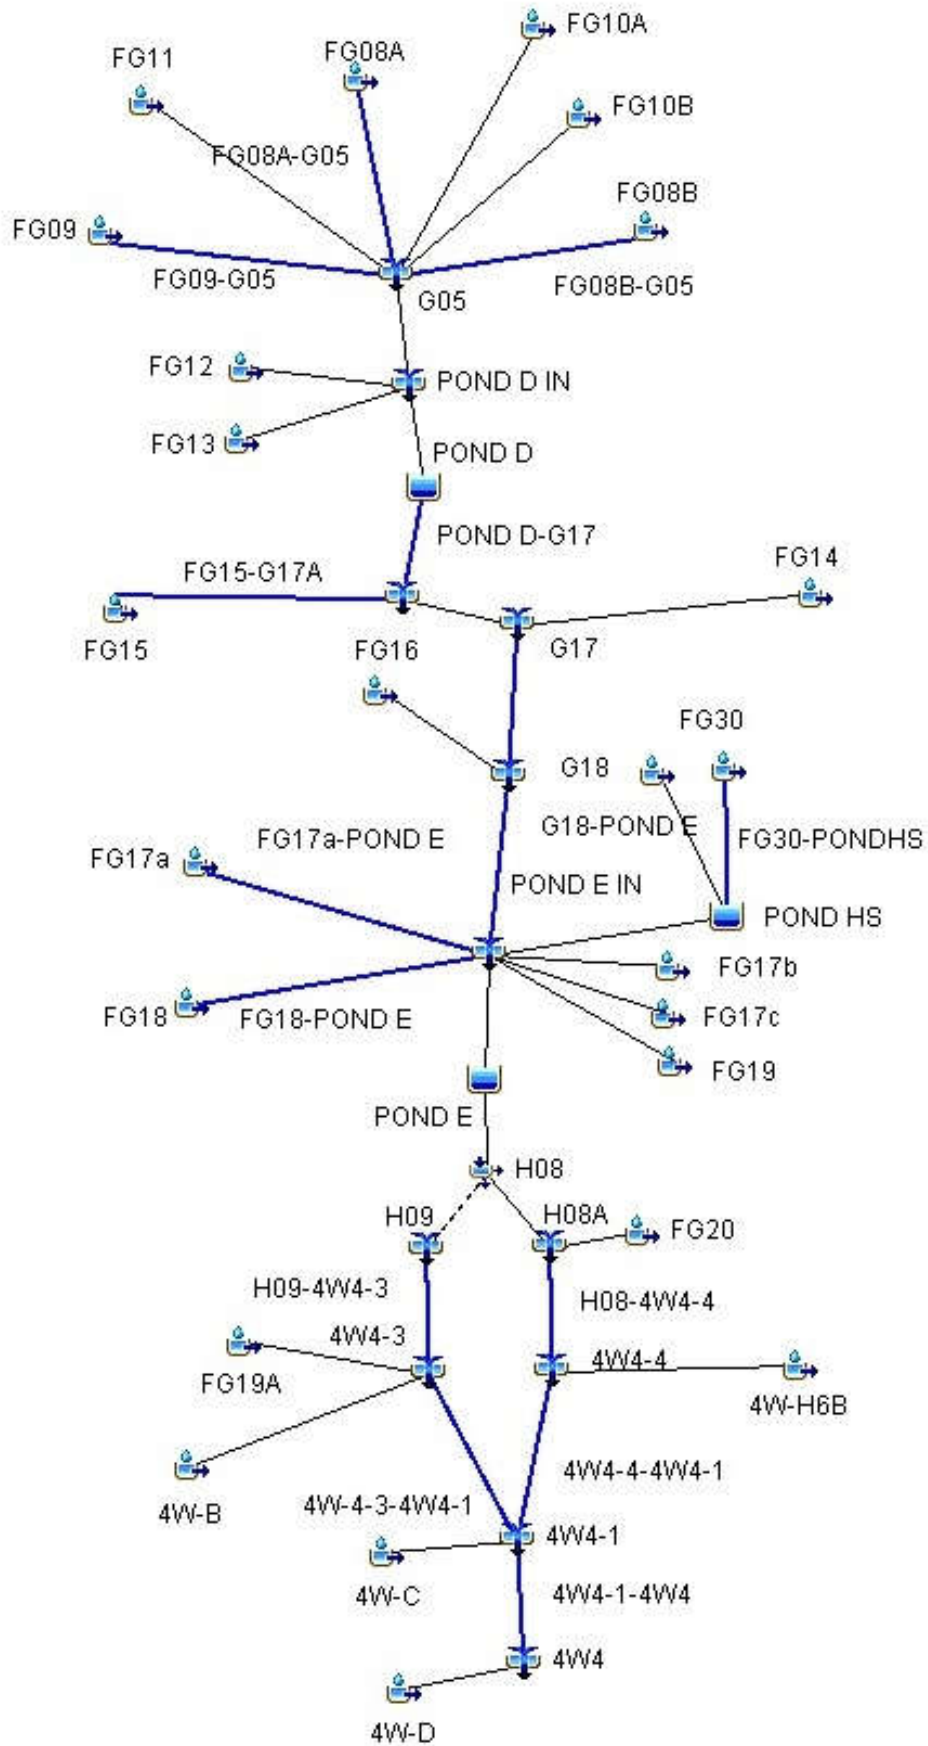 FG10A
FG08A
FG11
FG10B
FG08A-G05
FG08B
FG09
FG09-G05
FG08B-G05
G05
FG12
POND D IN
FG13
POND D
POND D-G17
FG14
FG15-G17A
FG15
FG16
G17
FG30
G18
G18-POND E
FG17a-POND E
FG30-PONDHS
FG17a
POND E IN
POND HS
FG17b
FG18
FG18-POND E
FG17c
FG19
POND E
H08
H09
H08A
FG20
H09-4W4-3
H08-4W4-4
4W4-3
4W4-4
FG19A
4W-H6B
4W4-4-4W4-1
4W-4-3-4W4-1
4W-B
4W4-1
4W-C
4W4-1-4W4
4W4
4W-D